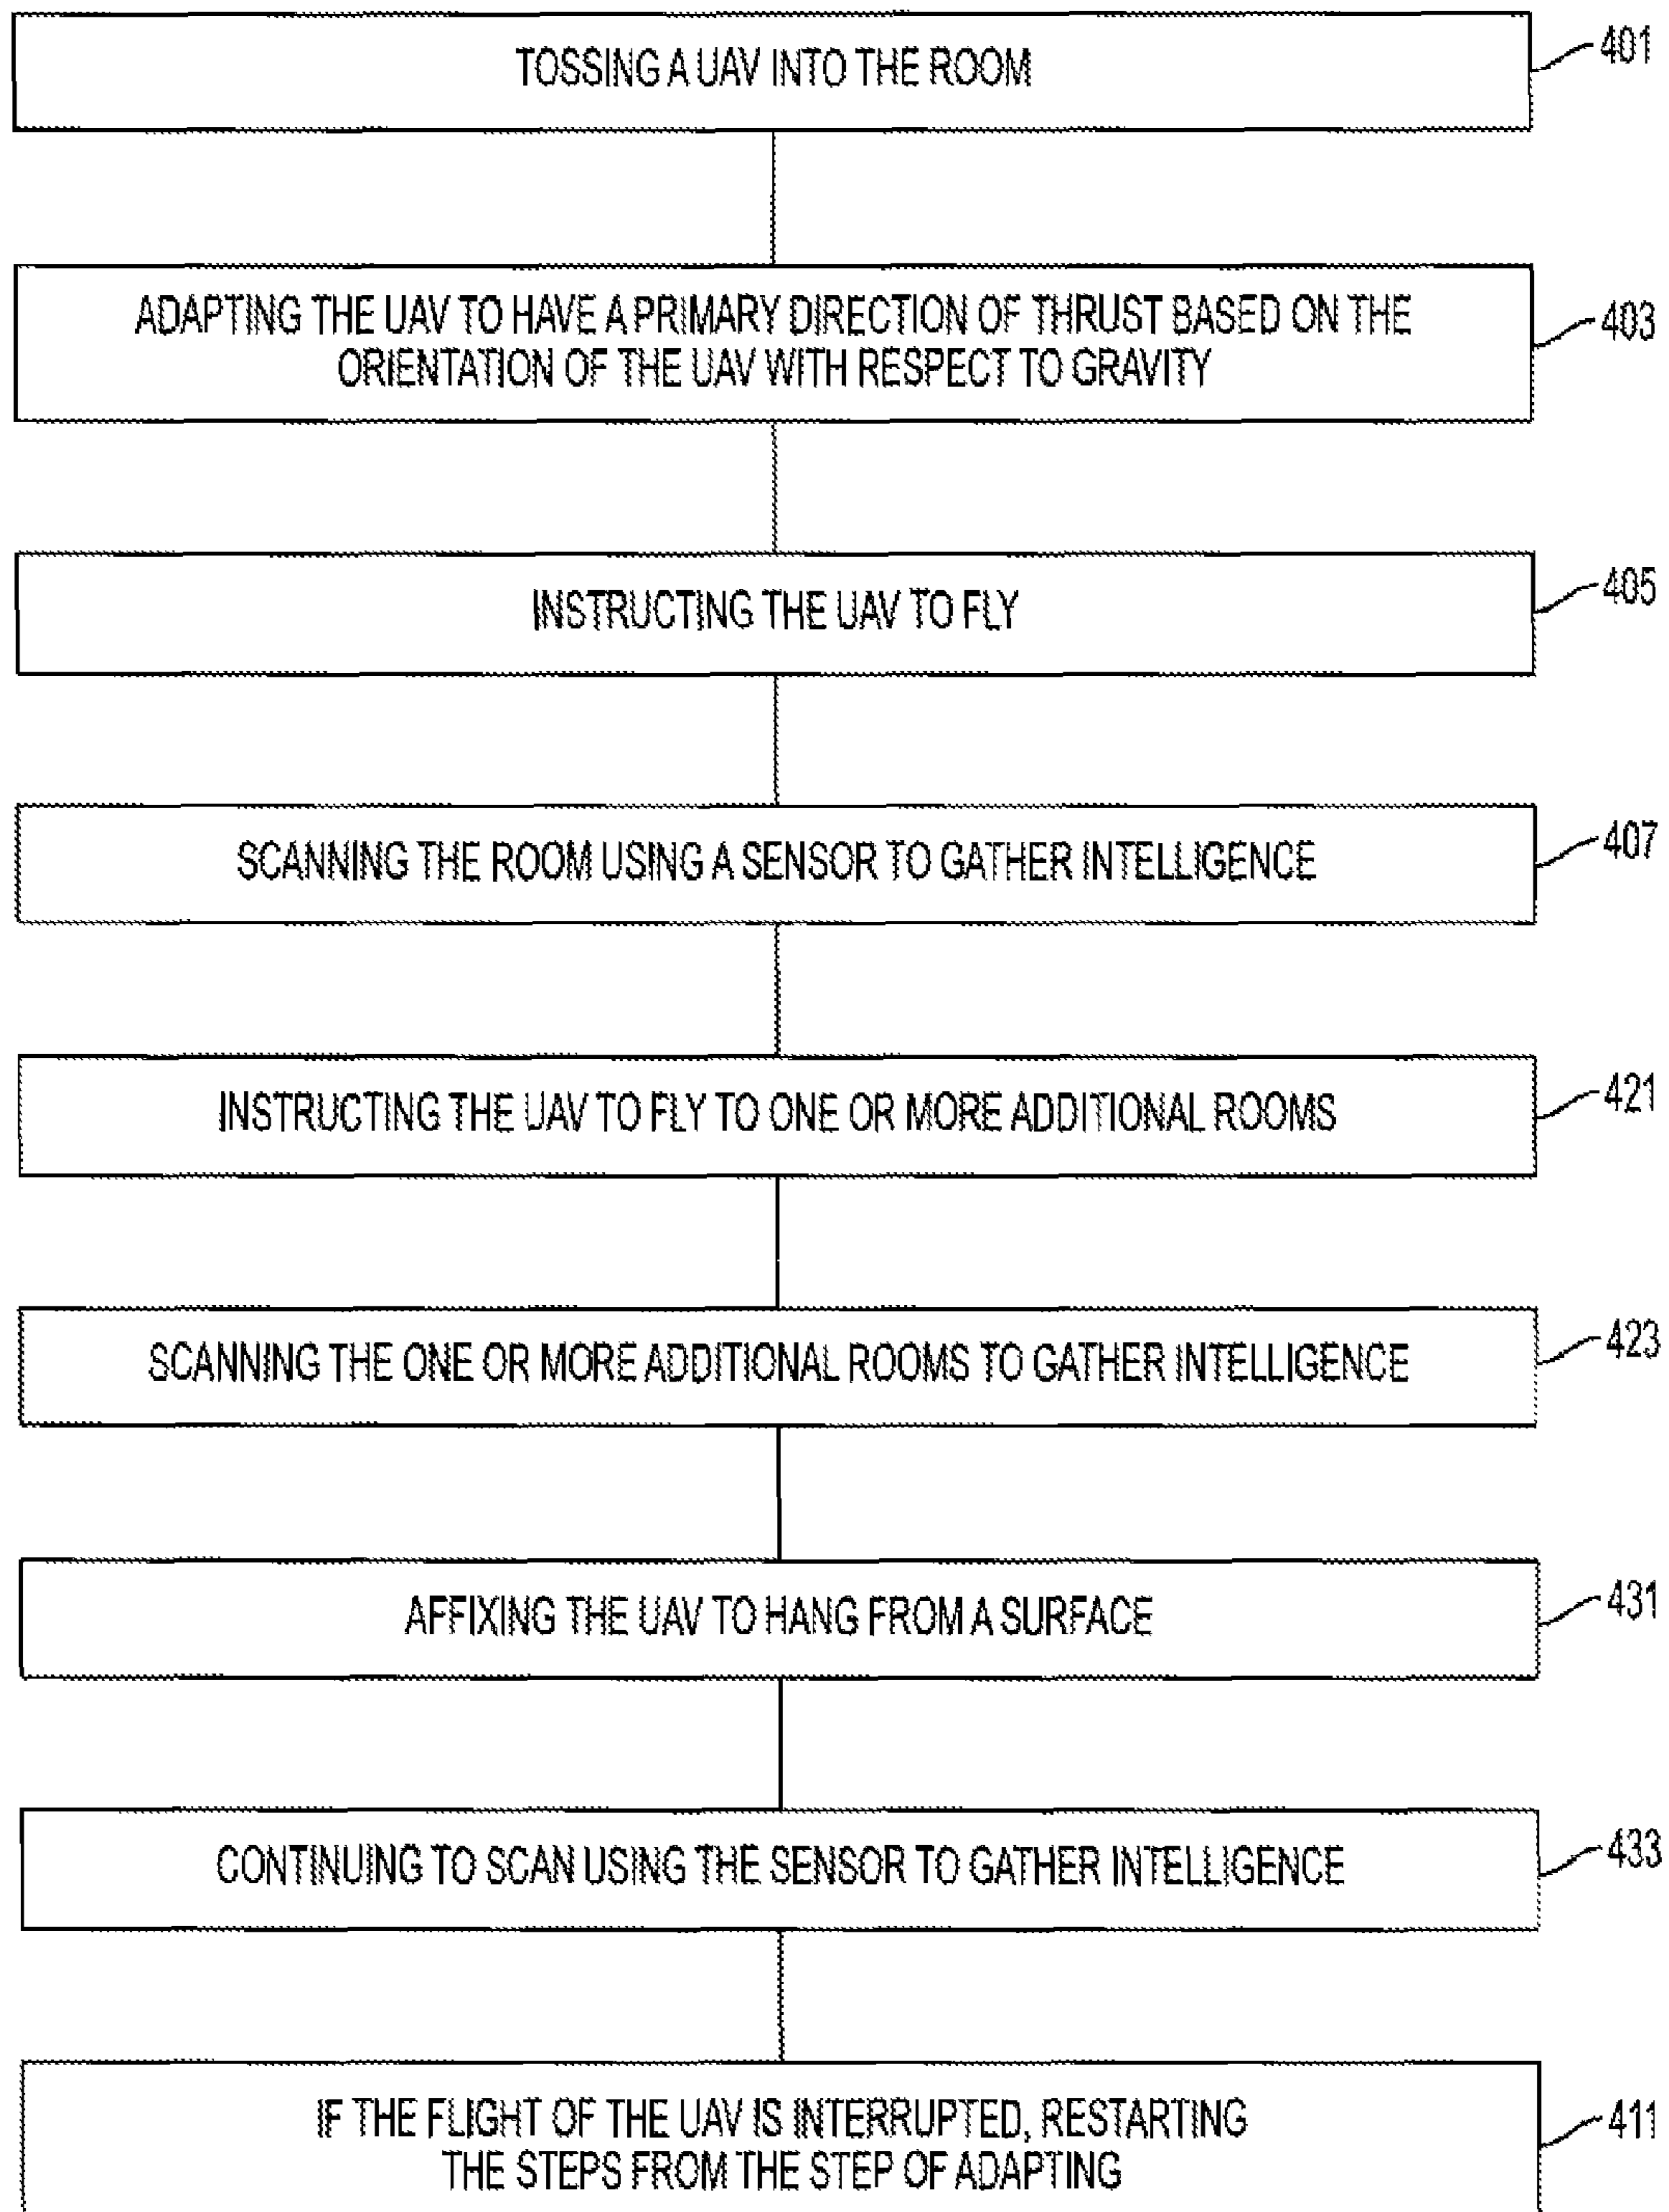 TOSSING A UAV INTO THE ROOM
401
ADAPTING THE UAV TO HAVE A PRIMARY DIRECTION OF THRUST BASED ON THE
ORIENTATION OF THE UAV WITH RESPECT TO GRAVITY
403
INSTRUCTING THE UAV TO FLY
405
SCANNING THE ROOM USING A SENSOR TO GATHER INTELLIGENCE
407
INSTRUCTING THE UAV TO FLY TO ONE OR MORE ADDITIONAL ROOMS
421
SCANNING THE ONE OR MORE ADDITIONAL ROOMS TO GATHER INTELLIGENCE
423
AFFIXING THE UAV TO HANG FROM A SURFACE
431
CONTINUING TO SCAN USING THE SENSOR TO GATHER INTELLIGENCE
433
IF THE FLIGHT OF THE UAV IS INTERRUPTED, RESTARTING
THE STEPS FROM THE STEP OF ADAPTING
411